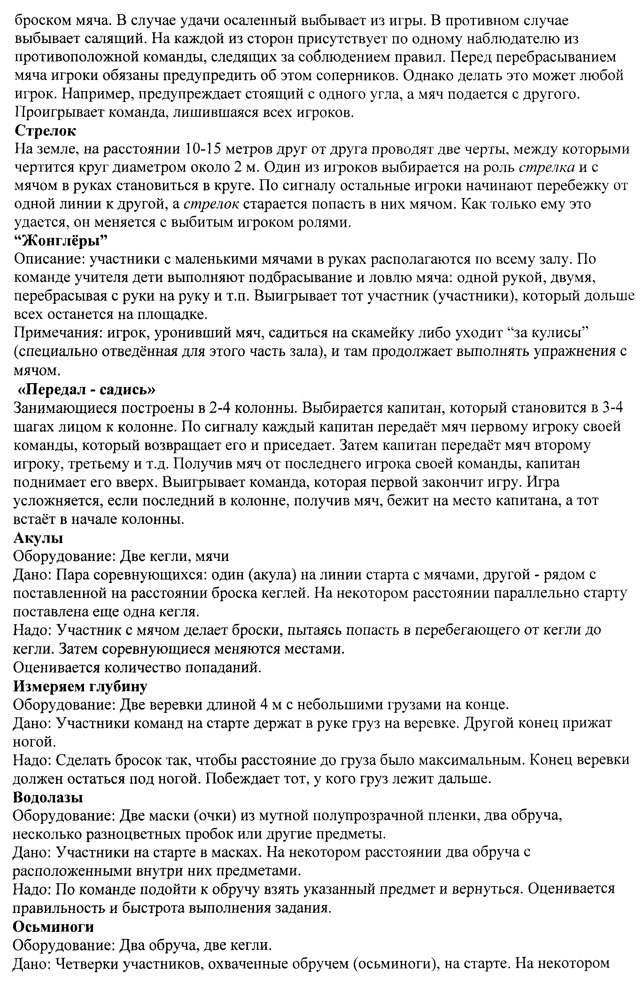 броском мяча. В случае удачи осаленный выбывает из игры. В противном случае
выбывает салящий. На каждой из сторон присутствует по одному наблюдателю из
противоположной команды, следящих за соблюдением правил. Перед перебрасыванием
мяча игроки обязаны предупредить об этом соперников. Однако делать это может любой
игрок. Например, предупреждает стоящий с одного угла, а мяч подается с другого.
Проигрывает команда, лишившаяся всех игроков.
Стрелок
На земле, на расстоянии 10-15 метров друг от друга проводят две черты, между которыми
чертится круг диаметром около 2 м. Один из игроков выбирается на роль стрелка и с
мячом в руках становиться в круге. По сигналу остальные игроки начинают перебежку от
одной линии к другой, а стрелок старается попасть в них мячом. Как только ему это
удается, он меняется с выбитым игроком ролями.
“Жонглёры”
Описание: участники с маленькими мячами в руках располагаются по всему залу. По
команде учителя дети выполняют подбрасывание и ловлю мяча: одной рукой, двумя,
перебрасывая с руки на руку и т.п. Выигрывает тот участник (участники), который дольше
всех останется на площадке.
Примечания: игрок, уронивший мяч, садиться на скамейку либо уходит “за кулисы”
(специально отведённая для этого часть зала), и там продолжает выполнять упражнения с
мячом.
«Передал - садись»
Занимающиеся построены в 2-4 колонны. Выбирается капитан, который становится в 3-4
шагах лицом к колонне. По сигналу каждый капитан передаёт мяч первому игроку своей
команды, который возвращает его и приседает. Затем капитан передаёт мяч второму
игроку, третьему и т.д. Получив мяч от последнего игрока своей команды, капитан
поднимает его вверх. Выигрывает команда, которая первой закончит игру. Игра
усложняется, если последний в колонне, получив мяч, бежит на место капитана, а тот
встаёт в начале колонны.
Акулы
Оборудование: Две кегли, мячи
Дано: Пара соревнующихся: один (акула) на линии старта с мячами, другой - рядом с
поставленной на расстоянии броска кеглей. На некотором расстоянии параллельно старту
поставлена еще одна кегля.
Надо: Участник с мячом делает броски, пытаясь попасть в перебегающего от кегли до
кегли. Затем соревнующиеся меняются местами.
Оценивается количество попаданий.
Измеряем глубину
Оборудование: Две веревки длиной 4 м с небольшими грузами на конце.
Дано: Участники команд на старте держат в руке груз на веревке. Другой конец прижат
ногой.
Надо: Сделать бросок так, чтобы расстояние до груза было максимальным. Конец веревки
должен остаться под ногой. Побеждает тот, у кого груз лежит дальше.
Водолазы
Оборудование: Две маски (очки) из мутной полупрозрачной пленки, два обруча,
несколько разноцветных пробок или другие предметы.
Дано: Участники на старте в масках. На некотором расстоянии два обруча с
расположенными внутри них предметами.
Надо: По команде подойти к обручу взять указанный предмет и вернуться. Оценивается
правильность и быстрота выполнения задания.
Осьминоги
Оборудование: Два обруча, две кегли.
Дано: Четверки участников, охваченные обручем (осьминоги), на старте. На некотором